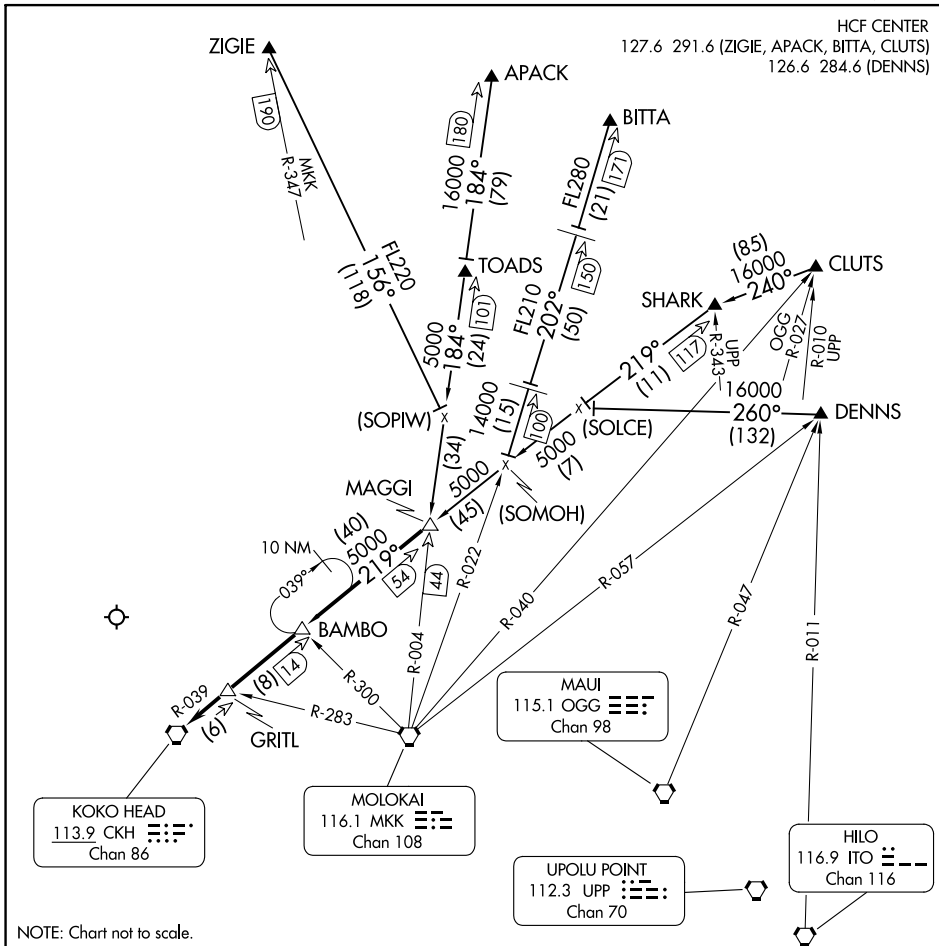 HCF CENTER
127.6 291.6 (ZIGIE, APACK, BITTA, CLUTS)
126.6 284.6 (DENNS)
ZIGIE
APACK
BITTA
190
MKK
R-347
180
16000
184°
(79)
171
FL280
(21)
150
TOADS
101
FL220
156°
(118)
5000
184°
(24)
FL210
202°
(50)
(85)
16000
240°
CLUTS
SHARK
117
219°
(11)
UPP
R-343
OGG
R-027
R-010
UPP
16000
260°
(132)
DENNS
(SOPIW)
(34)
14000
(15)
100
(SOLCE)
5000
(7)
MAGGI
5000
(45)
(SOMOH)
(40)
5000
219°
54
44
10 NM
039°
R-022
R-040
R-057
R-047
R-011
R-004
BAMBO
(8)
14
R-300
R-283
R-039
(6)
GRITL
MAUI
115.1 OGG
Chan 98
KOKO HEAD
113.9 CKH
Chan 86
MOLOKAI
116.1 MKK
Chan 108
UPOLU POINT
112.3 UPP
Chan 70
HILO
116.9 ITO
Chan 116
NOTE: Chart not to scale.